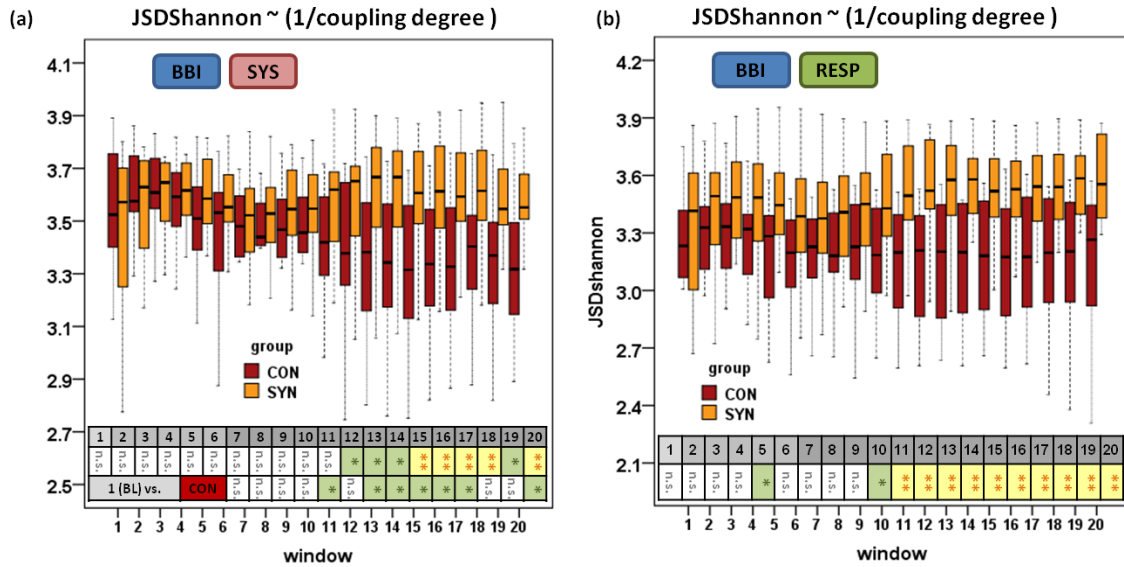 (a) JSDShannon ~ (1/coupling degree )
BBI SYS
4.1
3.9
3.7
3.5
3.3
3.1
2.9
2.7
2.5
group
CON
SYN
1 2 3 4 5 6 7 8 9 10 11 12 13 14 15 16 17 18 19 20
n.s. n.s. n.s. n.s. n.s. n.s. n.s. n.s. n.s. n.s. n.s. * * * ** ** ** ** * **
1 (BL) vs. CON n.s. n.s. n.s. n.s. * n.s. * * * * * n.s. n.s. *
1 2 3 4 5 6 7 8 9 10 11 12 13 14 15 16 17 18 19 20
window
(b) JSDShannon ~ (1/coupling degree )
BBI RESP
JSDshannon
4.2
3.9
3.6
3.3
3.0
2.7
2.4
2.1
group
CON
SYN
1 2 3 4 5 6 7 8 9 10 11 12 13 14 15 16 17 18 19 20
n.s. n.s. n.s. n.s. * n.s. n.s. n.s. n.s. * ** ** ** ** ** ** ** ** ** **
1 2 3 4 5 6 7 8 9 10 11 12 13 14 15 16 17 18 19 20
window